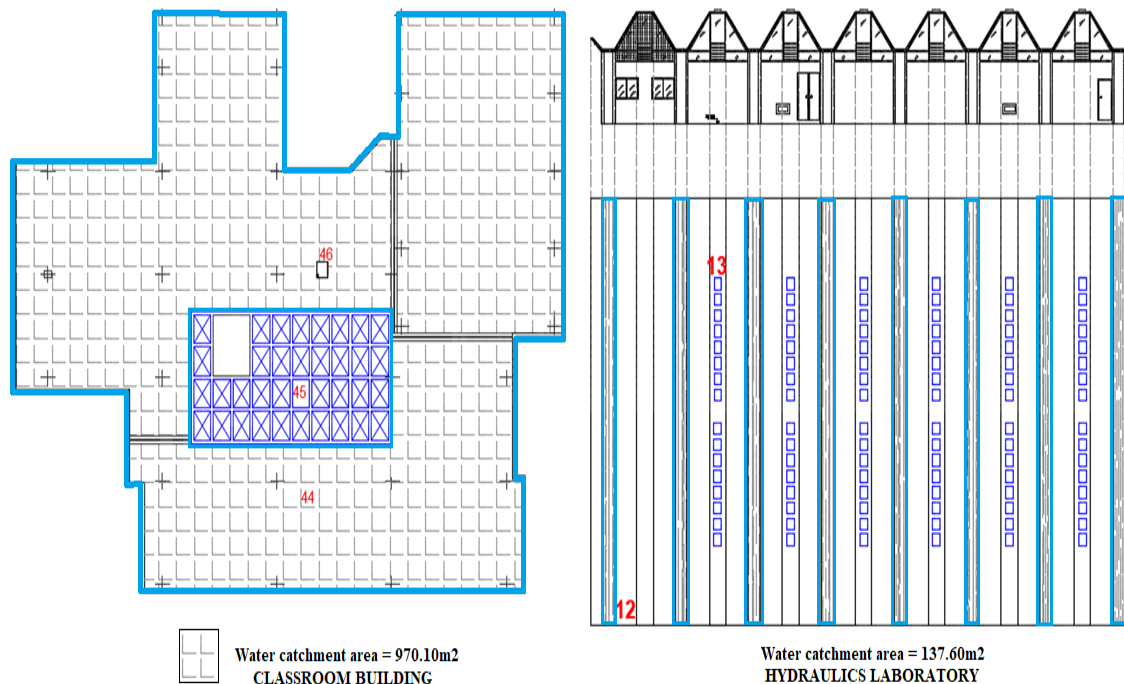 46
45
44
13
12
Water catchment area = 970.10m2
CLASSROOM BUILDING
Water catchment area = 137.60m2
HYDRAULICS LABORATORY